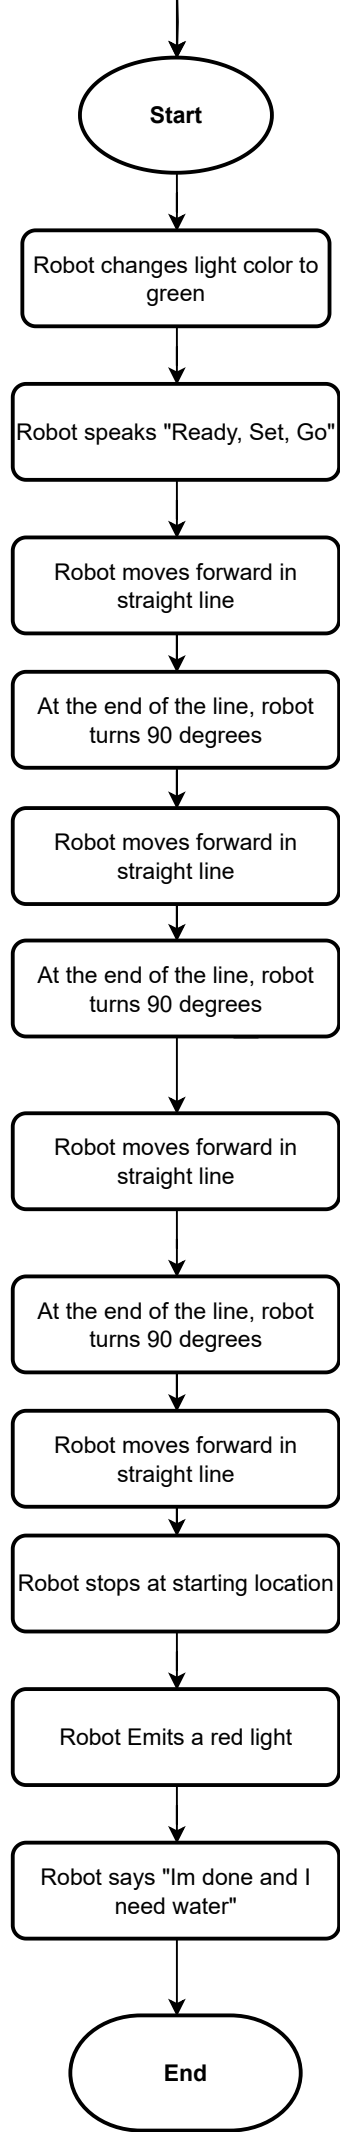 Start
Robot changes light color to
green
Robot speaks "Ready, Set, Go"
Robot moves forward in
straight line
At the end of the line, robot
turns 90 degrees
Robot moves forward in
straight line
At the end of the line, robot
turns 90 degrees
Robot moves forward in
straight line
At the end of the line, robot
turns 90 degrees
Robot moves forward in
straight line
Robot stops at starting location
Robot Emits a red light
Robot says "Im done and I
need water"
End